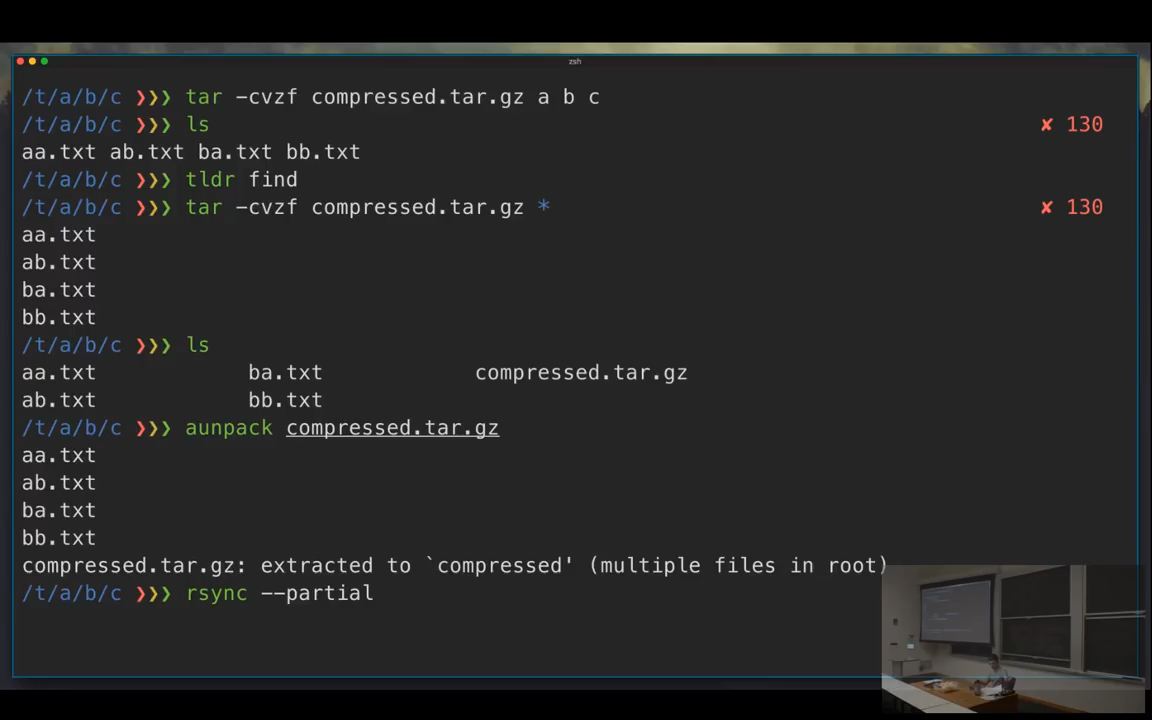 zsh
/t/a/b/c ❯❯❯ tar -cvzf compressed.tar.gz a b c
/t/a/b/c ❯❯❯ ls ✘ 130
aa.txt ab.txt ba.txt bb.txt
/t/a/b/c ❯❯❯ tldr find
/t/a/b/c ❯❯❯ tar -cvzf compressed.tar.gz * ✘ 130
aa.txt
ab.txt
ba.txt
bb.txt
/t/a/b/c ❯❯❯ ls
aa.txt ba.txt compressed.tar.gz
ab.txt bb.txt
/t/a/b/c ❯❯❯ aunpack compressed.tar.gz
aa.txt
ab.txt
ba.txt
bb.txt
compressed.tar.gz: extracted to `compressed' (multiple files in root)
/t/a/b/c ❯❯❯ rsync --partial